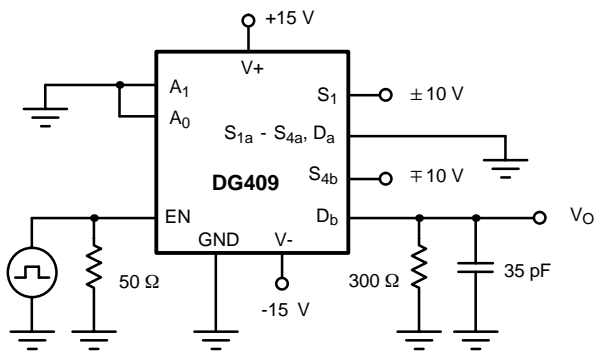 +15 V
V+
A1
S1
± 10 V
A0
S1a - S4a, Da
DG409
S4b
∓ 10 V
EN
Db
VO
GND
V-
50 Ω
300 Ω
35 pF
-15 V